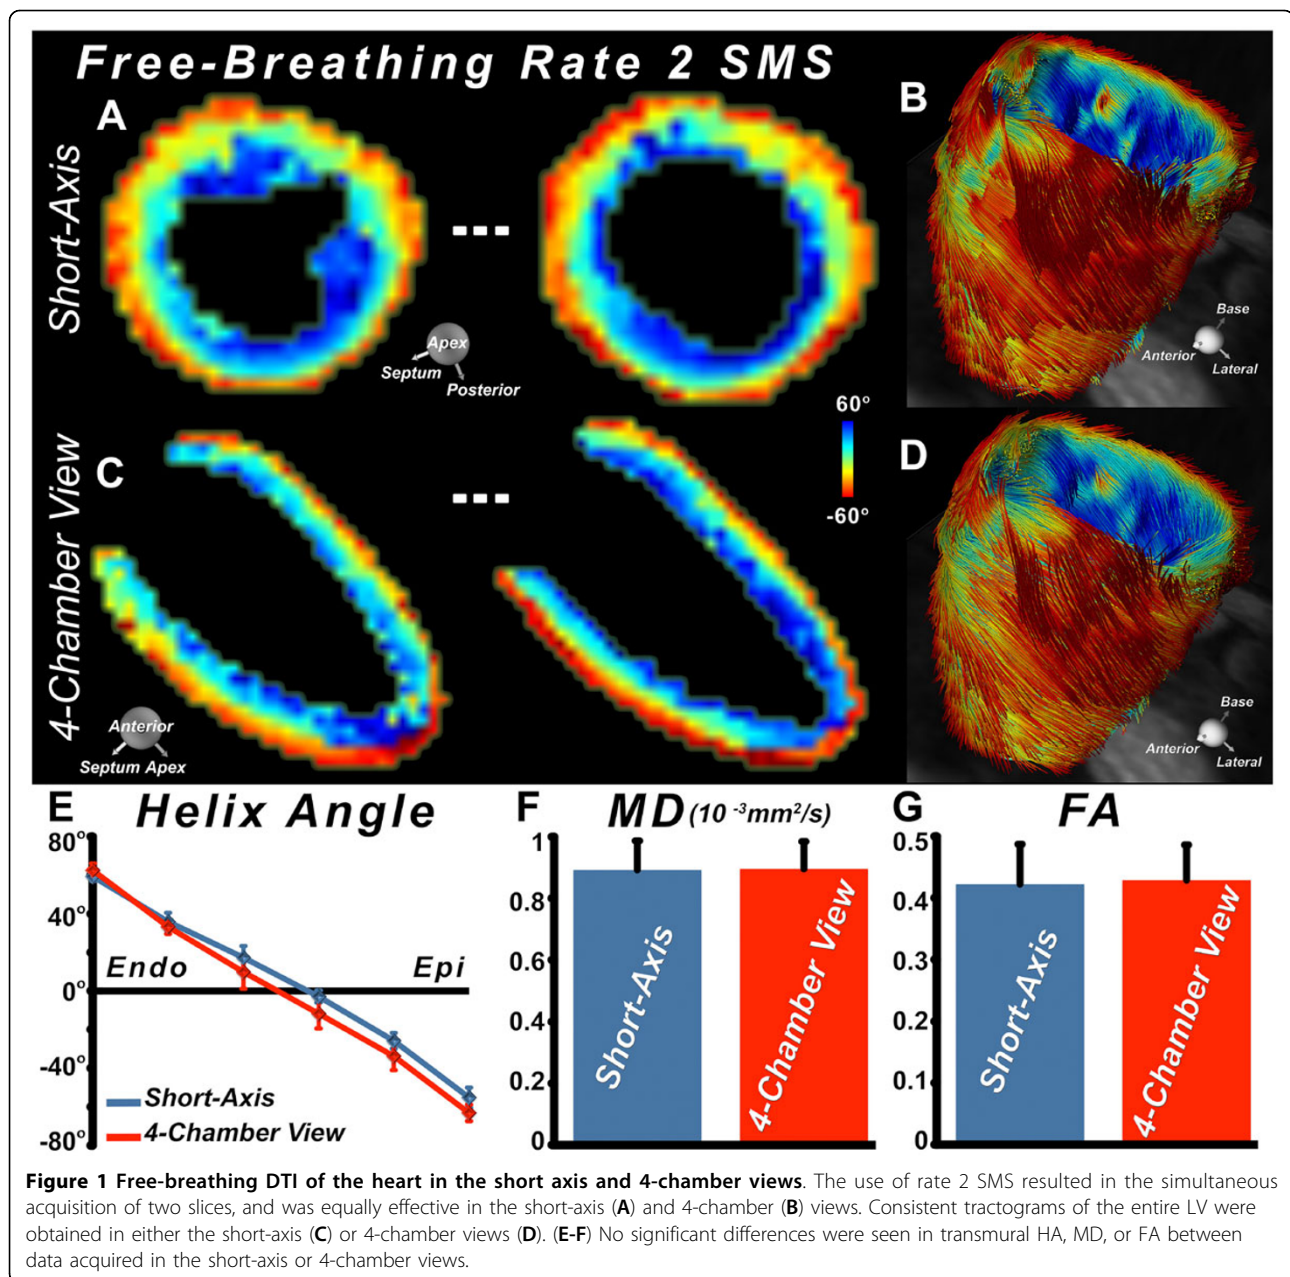 Free-Breathing Rate 2 SMS
A
B
Short-Axis
Apex
Septum
Posterior
Base
Anterior
Lateral
4-Chamber View
C
60°
-60°
D
Anterior
Septum Apex
Base
Anterior
Lateral
E Helix Angle
80°
40°
0°
-40°
-80°
Endo
Epi
Short-Axis
4-Chamber View
F MD (10 -3mm²/s)
1
0.8
0.6
0.4
0.2
0
Short-Axis
4-Chamber View
G FA
0.5
0.4
0.3
0.2
0.1
0
Short-Axis
4-Chamber View
Figure 1 Free-breathing DTI of the heart in the short axis and 4-chamber views. The use of rate 2 SMS resulted in the simultaneous
acquisition of two slices, and was equally effective in the short-axis (A) and 4-chamber (B) views. Consistent tractograms of the entire LV were
obtained in either the short-axis (C) or 4-chamber views (D). (E-F) No significant differences were seen in transmural HA, MD, or FA between
data acquired in the short-axis or 4-chamber views.